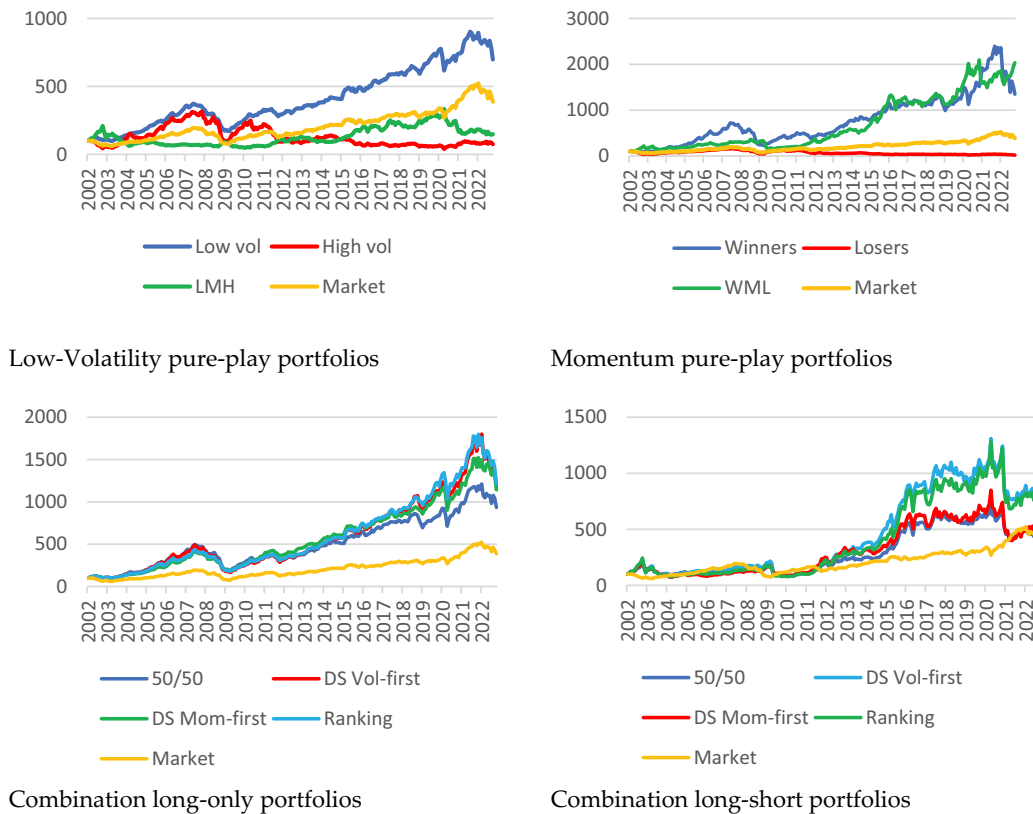 1000
500
0
2002 2003 2004 2005 2006 2007 2008 2009 2010 2011 2012 2013 2014 2015 2016 2017 2018 2019 2020 2021 2022
Low vol High vol
LMH Market
Low-Volatility pure-play portfolios
3000
2000
1000
0
2002 2003 2004 2005 2006 2007 2008 2009 2010 2011 2012 2013 2014 2015 2016 2017 2018 2019 2020 2021 2022
Winners Losers
WML Market
Momentum pure-play portfolios
2000
1500
1000
500
0
2002 2003 2004 2005 2006 2007 2008 2009 2010 2011 2012 2013 2014 2015 2016 2017 2018 2019 2020 2021 2022
50/50 DS Vol-first
DS Mom-first Ranking
Market
Combination long-only portfolios
1500
1000
500
0
2002 2003 2004 2005 2006 2007 2008 2009 2010 2011 2012 2013 2014 2015 2016 2017 2018 2019 2020 2021 2022
50/50 DS Vol-first
DS Mom-first Ranking
Market
Combination long-short portfolios